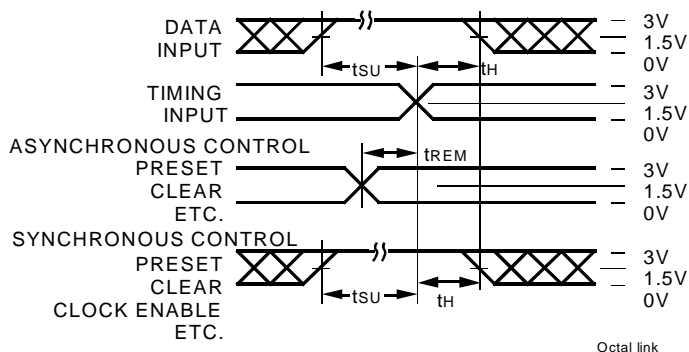 DATA
INPUT
3V
1.5V
0V
tSU
tH
TIMING
INPUT
3V
1.5V
0V
ASYNCHRONOUS CONTROL
PRESET
CLEAR
ETC.
tREM
3V
1.5V
0V
SYNCHRONOUS CONTROL
PRESET
CLEAR
CLOCK ENABLE
ETC.
tSU
tH
3V
1.5V
0V
Octal link